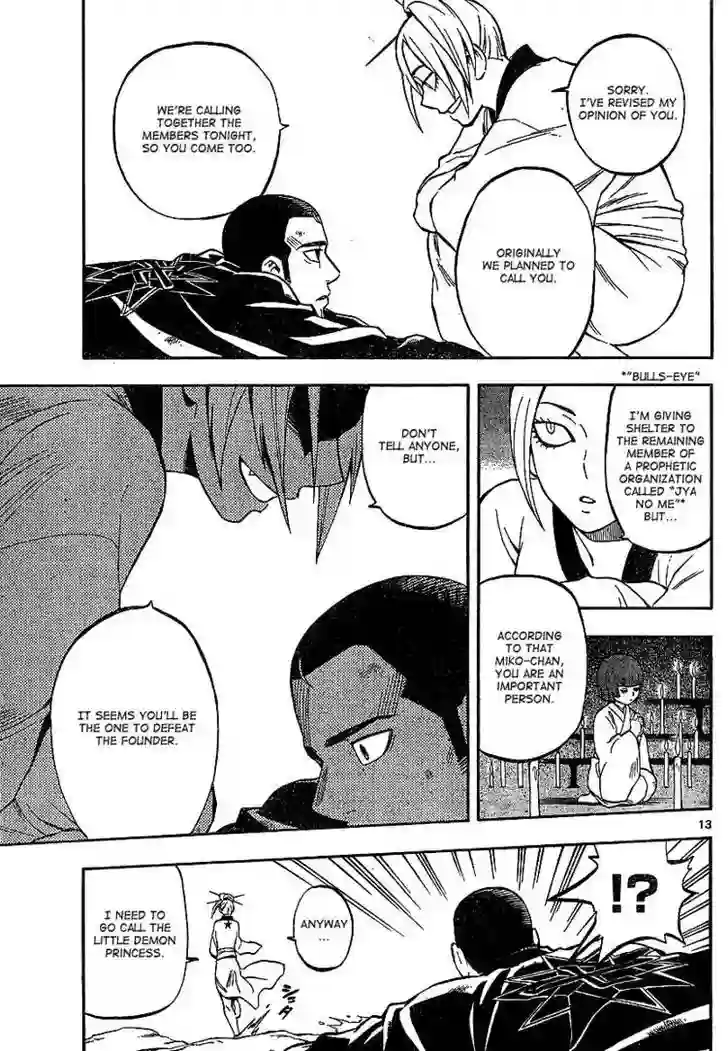 SORRY.
I'VE REVISED MY
OPINION OF YOU.
WE'RE CALLING
TOGETHER THE
MEMBERS TONIGHT,
SO YOU COME TOO.
ORIGINALLY
WE PLANNED TO
CALL YOU.
*"BULLS-EYE"
I'M GIVING
SHELTER TO
THE REMAINING
MEMBER OF
A PROPHETIC
ORGANIZATION
CALLED "JYA
NO ME"*
BUT...
ACCORDING
TO THAT
MIKO-CHAN,
YOU ARE AN
IMPORTANT
PERSON.
DON'T
TELL ANYONE,
BUT...
IT SEEMS YOU'LL BE
THE ONE TO DEFEAT
THE FOUNDER.
13
!?
ANYWAY
...
I NEED TO
GO CALL THE
LITTLE DEMON
PRINCESS.